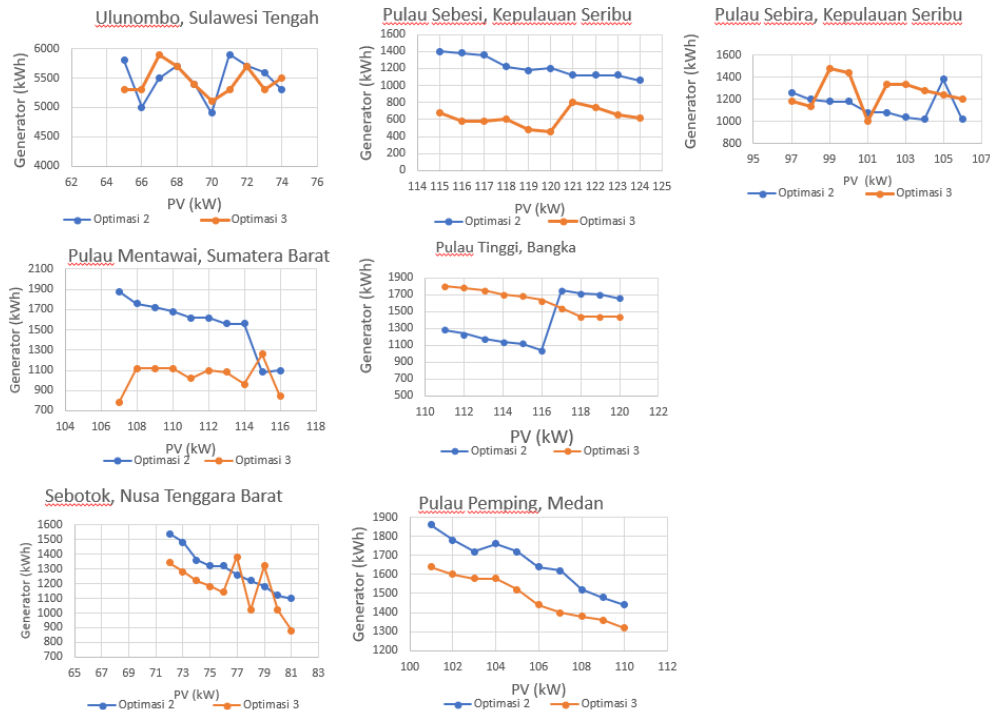 Ulunombo, Sulawesi Tengah
Generator (kWh)
6000
5500
5000
4500
4000
62 64 66 68 70 72 74 76
PV (kW)
Optimasi 2 Optimasi 3
Pulau Sebesi, Kepulauan Seribu
Generator (kWh)
1600
1400
1200
1000
800
600
400
200
0
114 115 116 117 118 119 120 121 122 123 124 125
PV (kW)
Optimasi 2 Optimasi 3
Pulau Sebira, Kepulauan Seribu
Generator (kWh)
1600
1400
1200
1000
800
95 97 99 101 103 105 107
PV (kW)
Optimasi 2 Optimasi 3
Pulau Mentawai, Sumatera Barat
Generator (kWh)
2100
1900
1700
1500
1300
1100
900
700
104 106 108 110 112 114 116 118
PV (kW)
Optimasi 2 Optimasi 3
Pulau Tinggi, Bangka
Generator (kWh)
1900
1700
1500
1300
1100
900
700
500
110 112 114 116 118 120 122
PV (kW)
Optimasi 2 Optimasi 3
Sebotok, Nusa Tenggara Barat
Generator (kWh)
1600
1500
1400
1300
1200
1100
1000
900
800
700
65 67 69 71 73 75 77 79 81 83
PV (kW)
Optimasi 2 Optimasi 3
Pulau Pemping, Medan
Generator (kWh)
1900
1800
1700
1600
1500
1400
1300
1200
100 102 104 106 108 110 112
PV (kW)
Optimasi 2 Optimasi 3